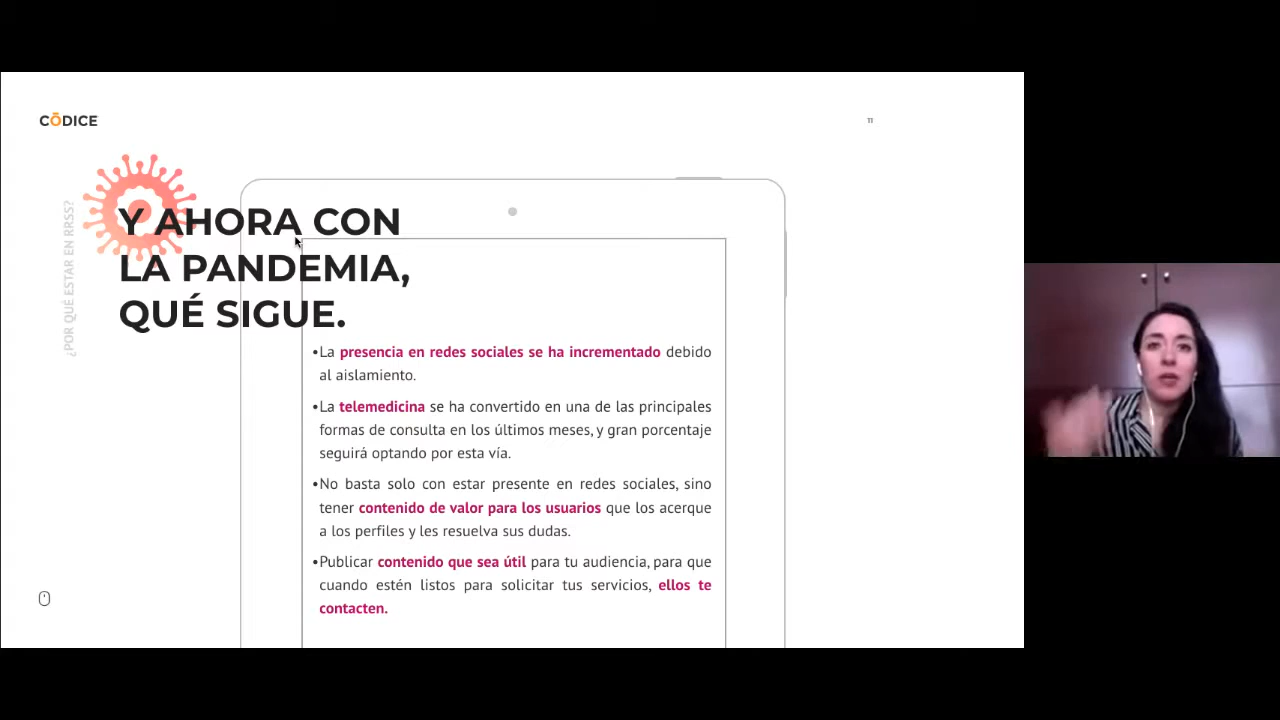 CŌDICE
11
¿POR QUÉ ESTAR EN RRSS?
Y AHORA CON
LA PANDEMIA,
QUÉ SIGUE.
•La presencia en redes sociales se ha incrementado debido
al aislamiento.
•La telemedicina se ha convertido en una de las principales
formas de consulta en los últimos meses, y gran porcentaje
seguirá optando por esta vía.
•No basta solo con estar presente en redes sociales, sino
tener contenido de valor para los usuarios que los acerque
a los perfiles y les resuelva sus dudas.
•Publicar contenido que sea útil para tu audiencia, para que
cuando estén listos para solicitar tus servicios, ellos te
contacten.